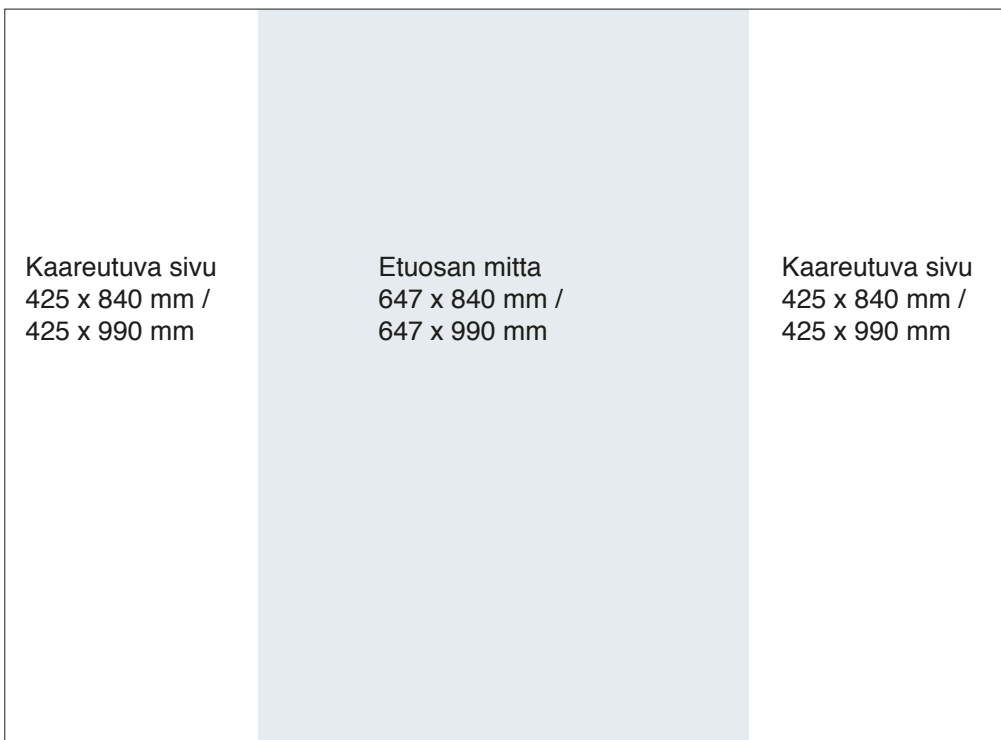 Kaareutuva sivu
425 x 840 mm /
425 x 990 mm
Etuosan mitta
647 x 840 mm /
647 x 990 mm
Kaareutuva sivu
425 x 840 mm /
425 x 990 mm